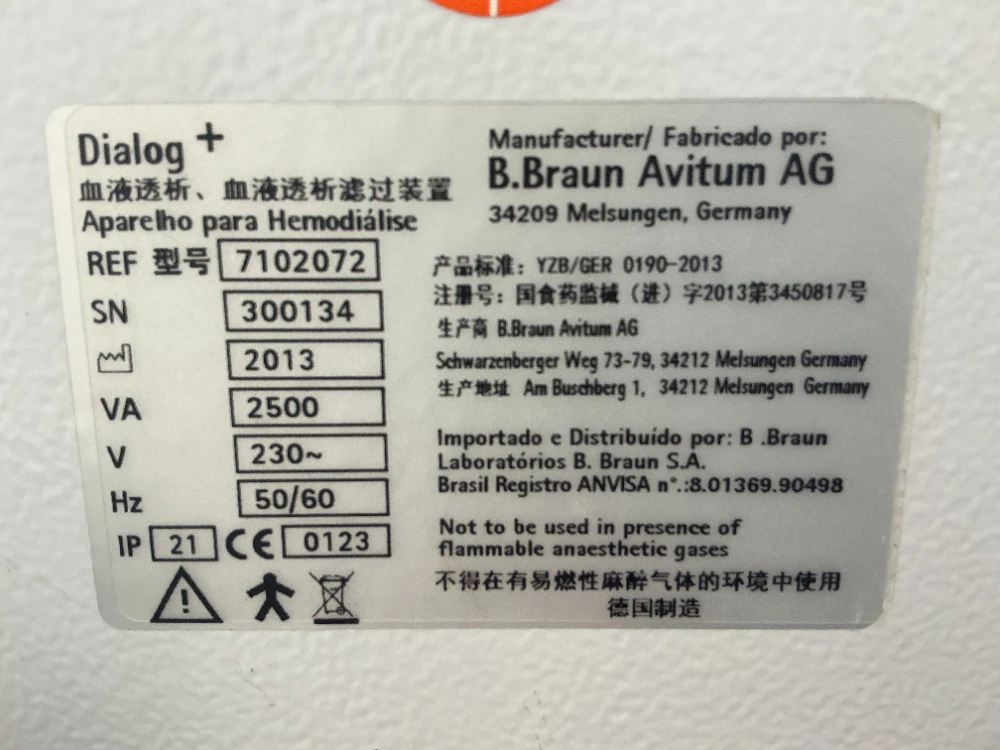 Dialog +
血液透析、血液透析滤过装置
Aparelho para Hemodiálise
REF 型号 7102072
SN 300134
2013
VA 2500
V 230~
Hz 50/60
IP 21 CE 0123
Manufacturer/ Fabricado por:
B.Braun Avitum AG
34209 Melsungen, Germany
产品标准：YZB/GER 0190-2013
注册号：国食药监械（进）字2013第3450817号
生产商 B.Braun Avitum AG
Schwarzenberger Weg 73-79, 34212 Melsungen Germany
生产地址 Am Buschberg 1, 34212 Melsungen Germany
Importado e Distribuído por: B .Braun
Laboratórios B. Braun S.A.
Brasil Registro ANVISA n°.:8.01369.90498
Not to be used in presence of
flammable anaesthetic gases
不得在有易燃性麻醉气体的环境中使用
德国制造